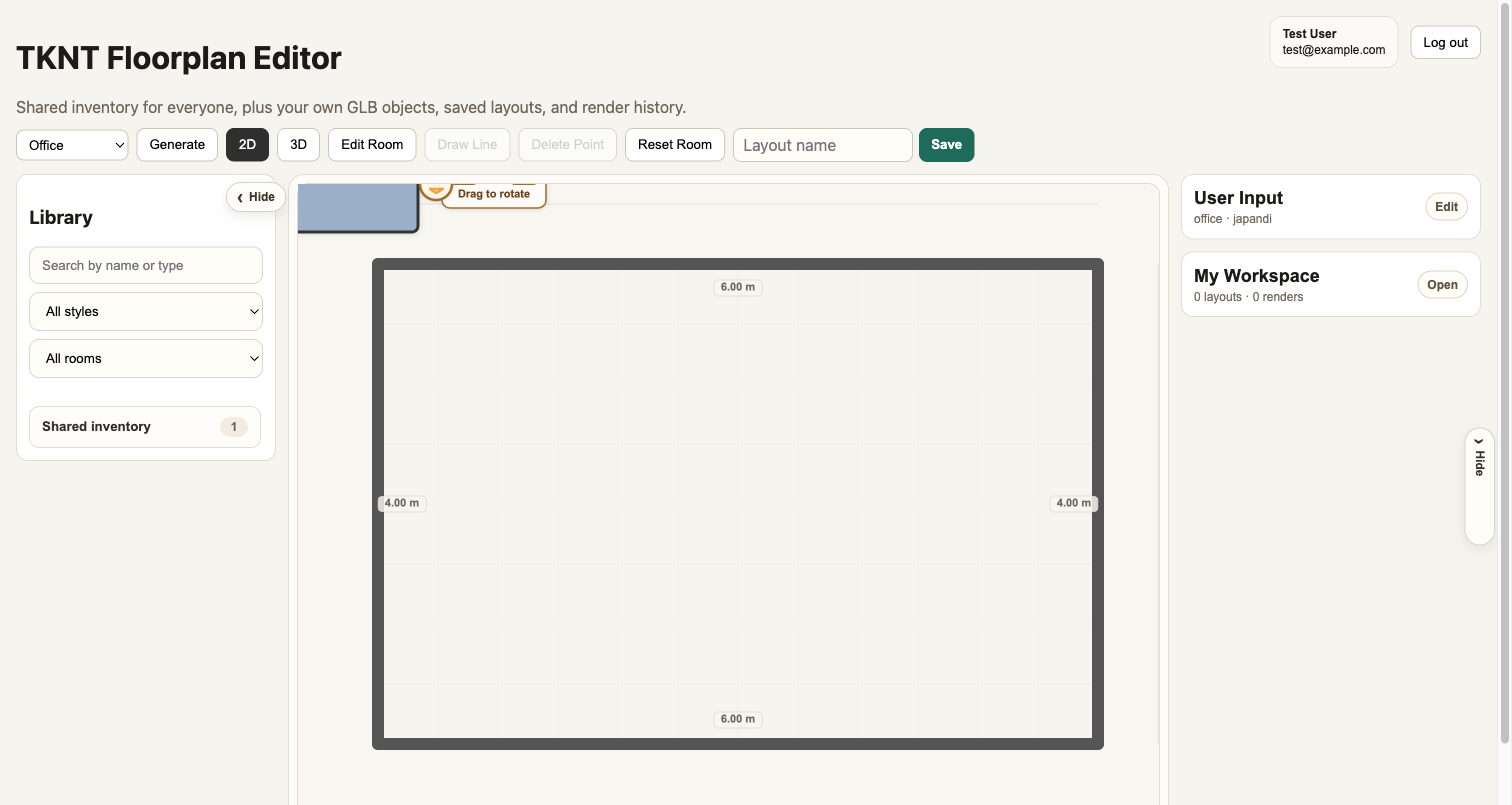 TKNT Floorplan Editor
Test User
test@example.com
Log out
Shared inventory for everyone, plus your own GLB objects, saved layouts, and render history.
Office
Generate
2D
3D
Edit Room
Draw Line
Delete Point
Reset Room
Layout name
Save
Hide
Library
Search by name or type
All styles
All rooms
Shared inventory
1
Drag to rotate
6.00 m
4.00 m
4.00 m
6.00 m
User Input
office · japandi
Edit
My Workspace
0 layouts · 0 renders
Open
Hide